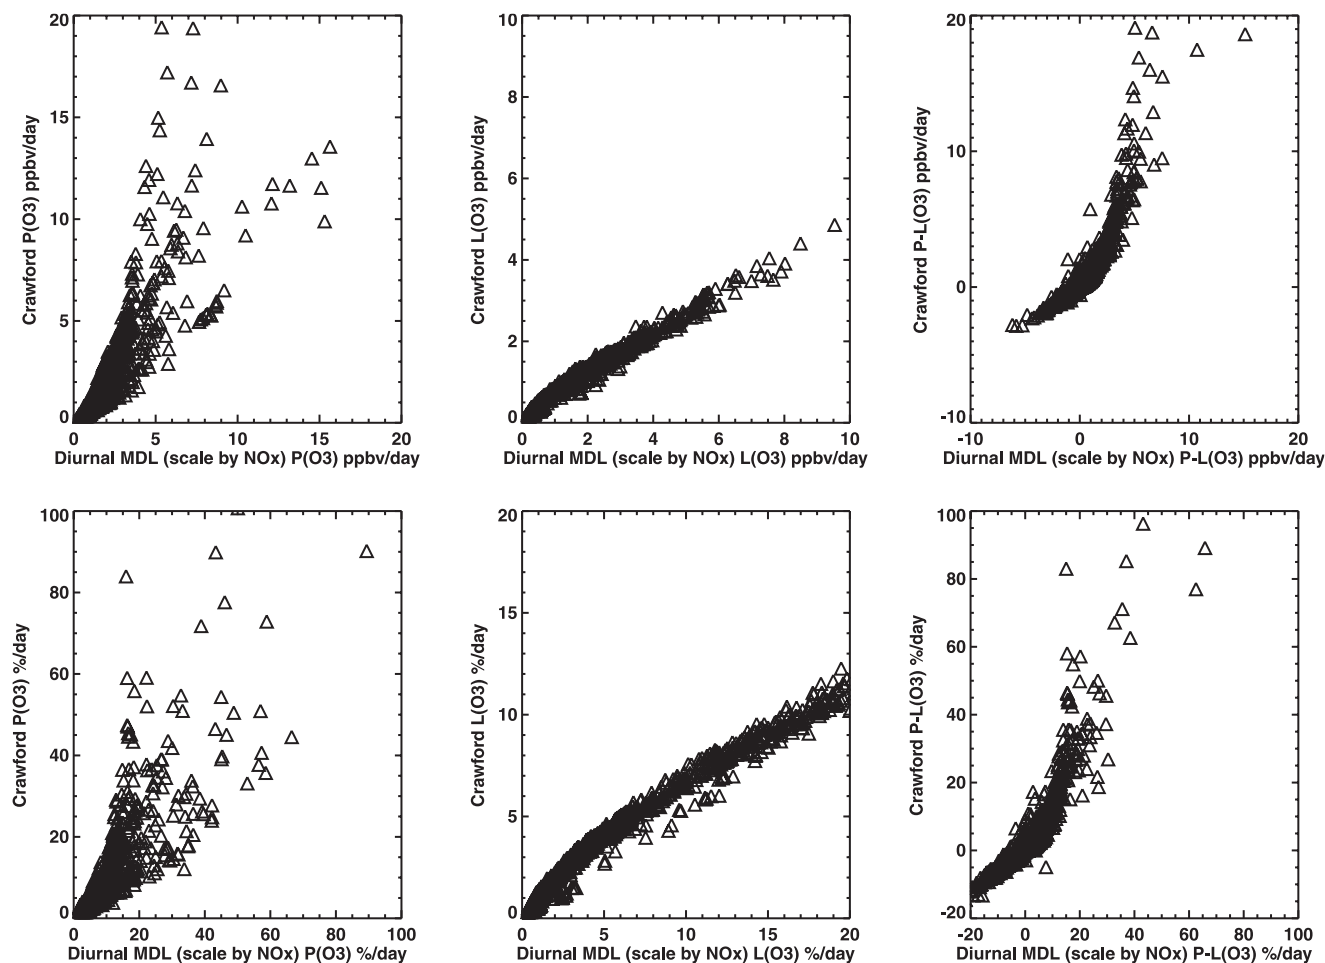 20
15
10
5
0
Crawford P(O3) ppbv/day
0 5 10 15 20
Diurnal MDL (scale by NOx) P(O3) ppbv/day
10
8
6
4
2
0
Crawford L(O3) ppbv/day
0 2 4 6 8 10
Diurnal MDL (scale by NOx) L(O3) ppbv/day
20
10
0
-10
Crawford P-L(O3) ppbv/day
-10 0 10 20
Diurnal MDL (scale by NOx) P-L(O3) ppbv/day
100
80
60
40
20
0
Crawford P(O3) %/day
0 20 40 60 80 100
Diurnal MDL (scale by NOx) P(O3) %/day
20
15
10
5
0
Crawford L(O3) %/day
0 5 10 15 20
Diurnal MDL (scale by NOx) L(O3) %/day
100
80
60
40
20
0
-20
Crawford P-L(O3) %/day
-20 0 20 40 60 80 100
Diurnal MDL (scale by NOx) P-L(O3) %/day